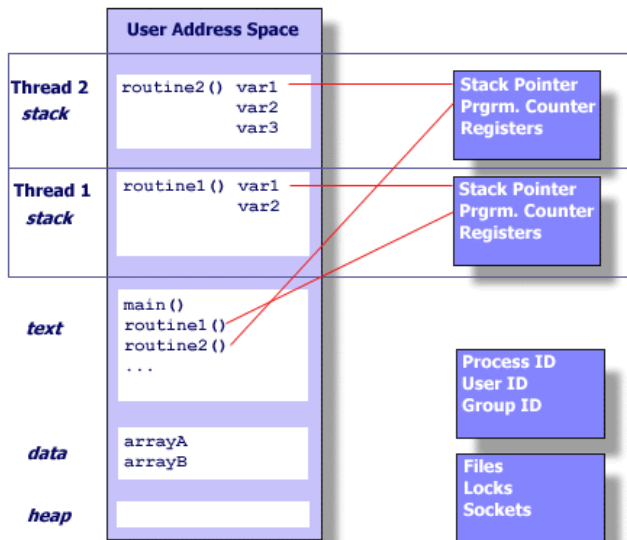 User Address Space
Thread 2
stack
routine2() var1
var2
var3
Stack Pointer
Prgrm. Counter
Registers
Thread 1
stack
routine1() var1
var2
Stack Pointer
Prgrm. Counter
Registers
text
main()
routine1()
routine2()
...
Process ID
User ID
Group ID
data
arrayA
arrayB
Files
Locks
Sockets
heap